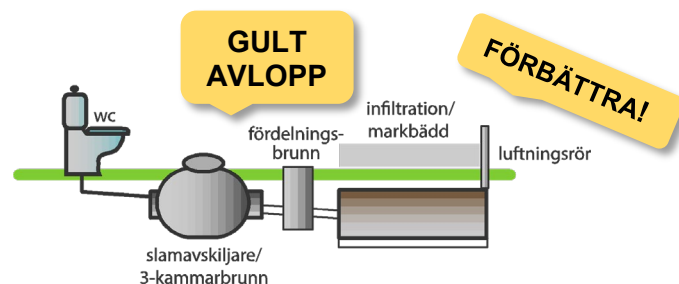 GULT
AVLOPP
FÖRBÄTTRA!
wc
fördelnings-
brunn
infiltration/
markbädd
luftningsrör
slamavskiljare/
3-kammarbrunn